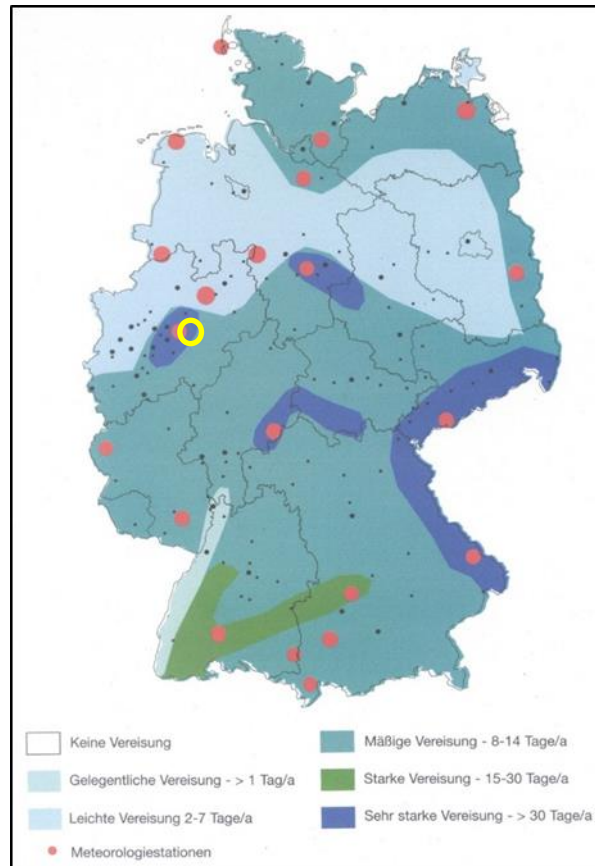 Keine Vereisung
Gelegentliche Vereisung - > 1 Tag/a
Leichte Vereisung 2-7 Tage/a
Meteorologiestationen
Mäßige Vereisung - 8-14 Tage/a
Starke Vereisung - 15-30 Tage/a
Sehr starke Vereisung - > 30 Tage/a